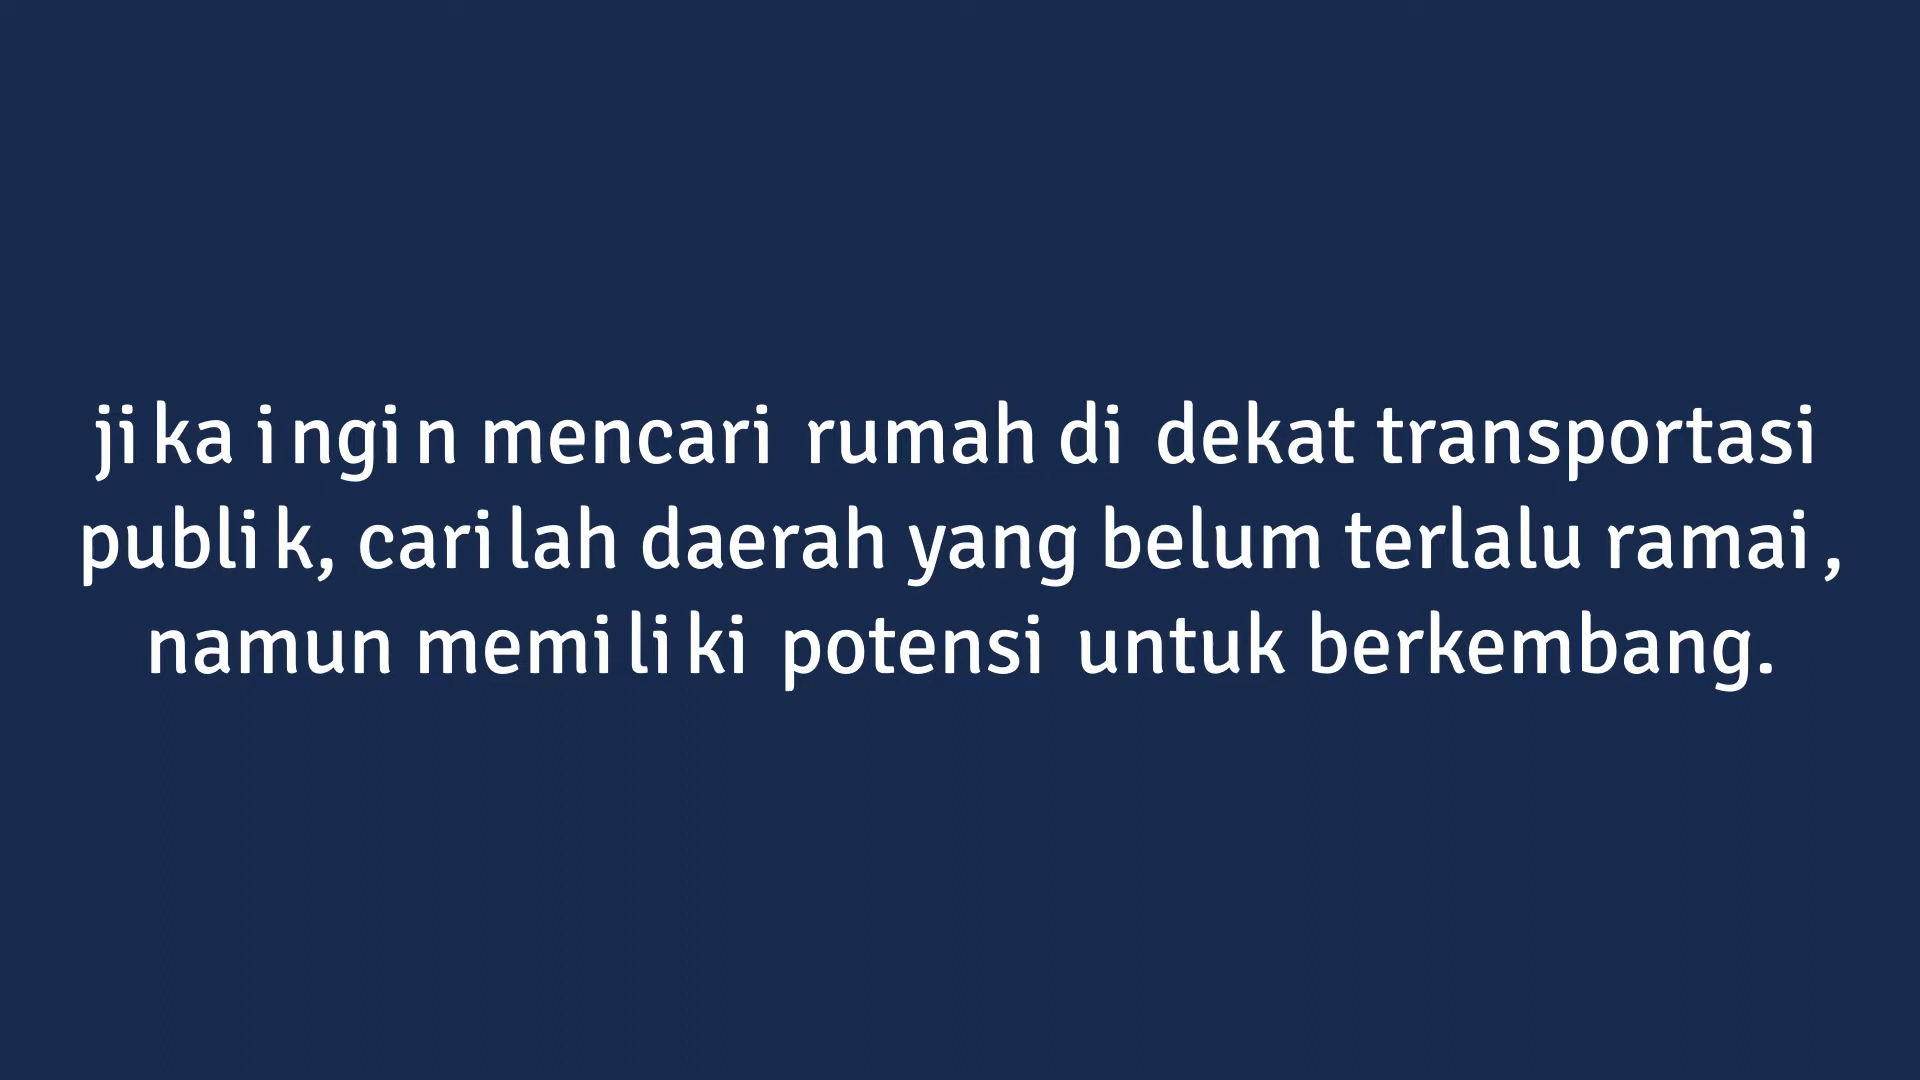 jika ingin mencari rumah di dekat transportasi
publik, carilah daerah yang belum terlalu ramai,
namun memiliki potensi untuk berkembang.